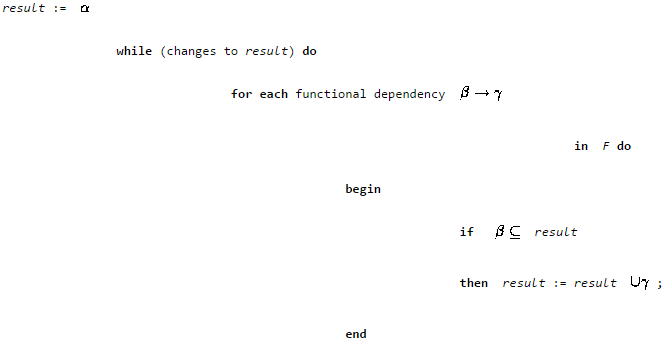 result := α
while (changes to result) do
for each functional dependency β → γ
in F do
begin
if β ⊆ result
then result := result ∪ γ ;
end